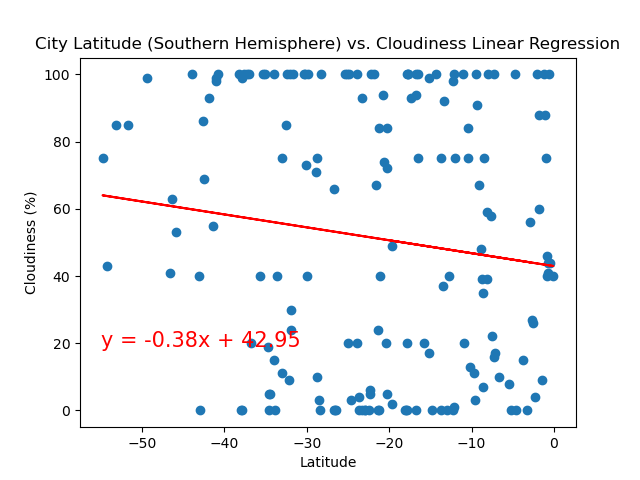 City Latitude (Southern Hemisphere) vs. Cloudiness Linear Regression
100
80
60
40
20
0
Cloudiness (%)
y = -0.38x + 42.95
−50 −40 −30 −20 −10 0
Latitude